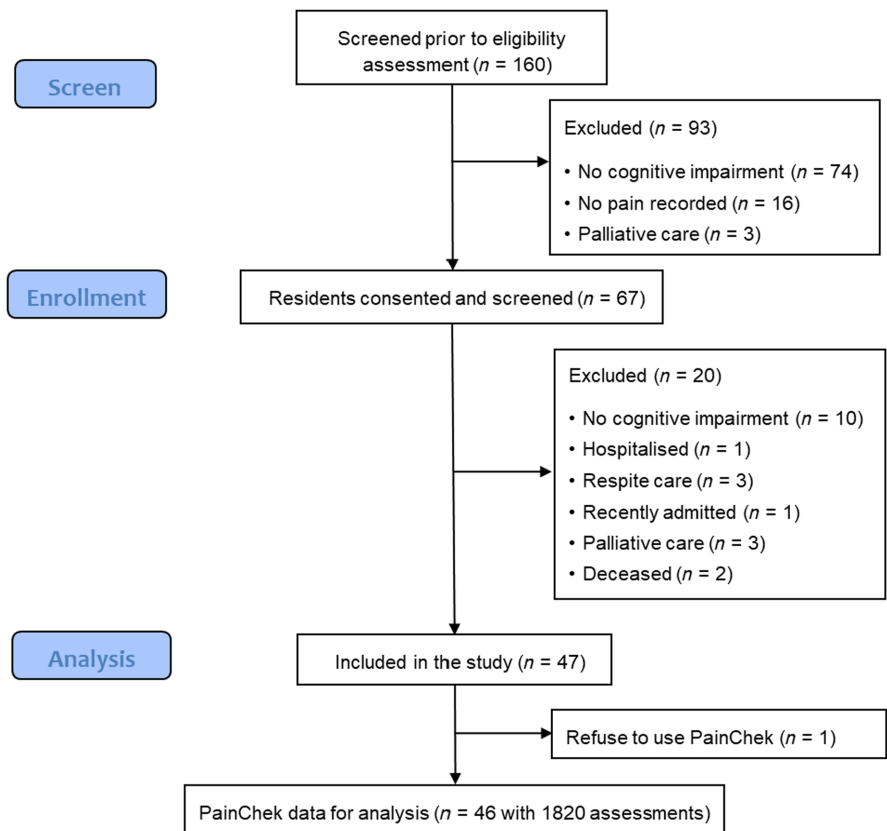 Screened prior to eligibility
assessment (n = 160)
Screen
Excluded (n = 93)
• No cognitive impairment (n = 74)
• No pain recorded (n = 16)
• Palliative care (n = 3)
Enrollment
Residents consented and screened (n = 67)
Excluded (n = 20)
• No cognitive impairment (n = 10)
• Hospitalised (n = 1)
• Respite care (n = 3)
• Recently admitted (n = 1)
• Palliative care (n = 3)
• Deceased (n = 2)
Analysis
Included in the study (n = 47)
Refuse to use PainChek (n = 1)
PainChek data for analysis (n = 46 with 1820 assessments)